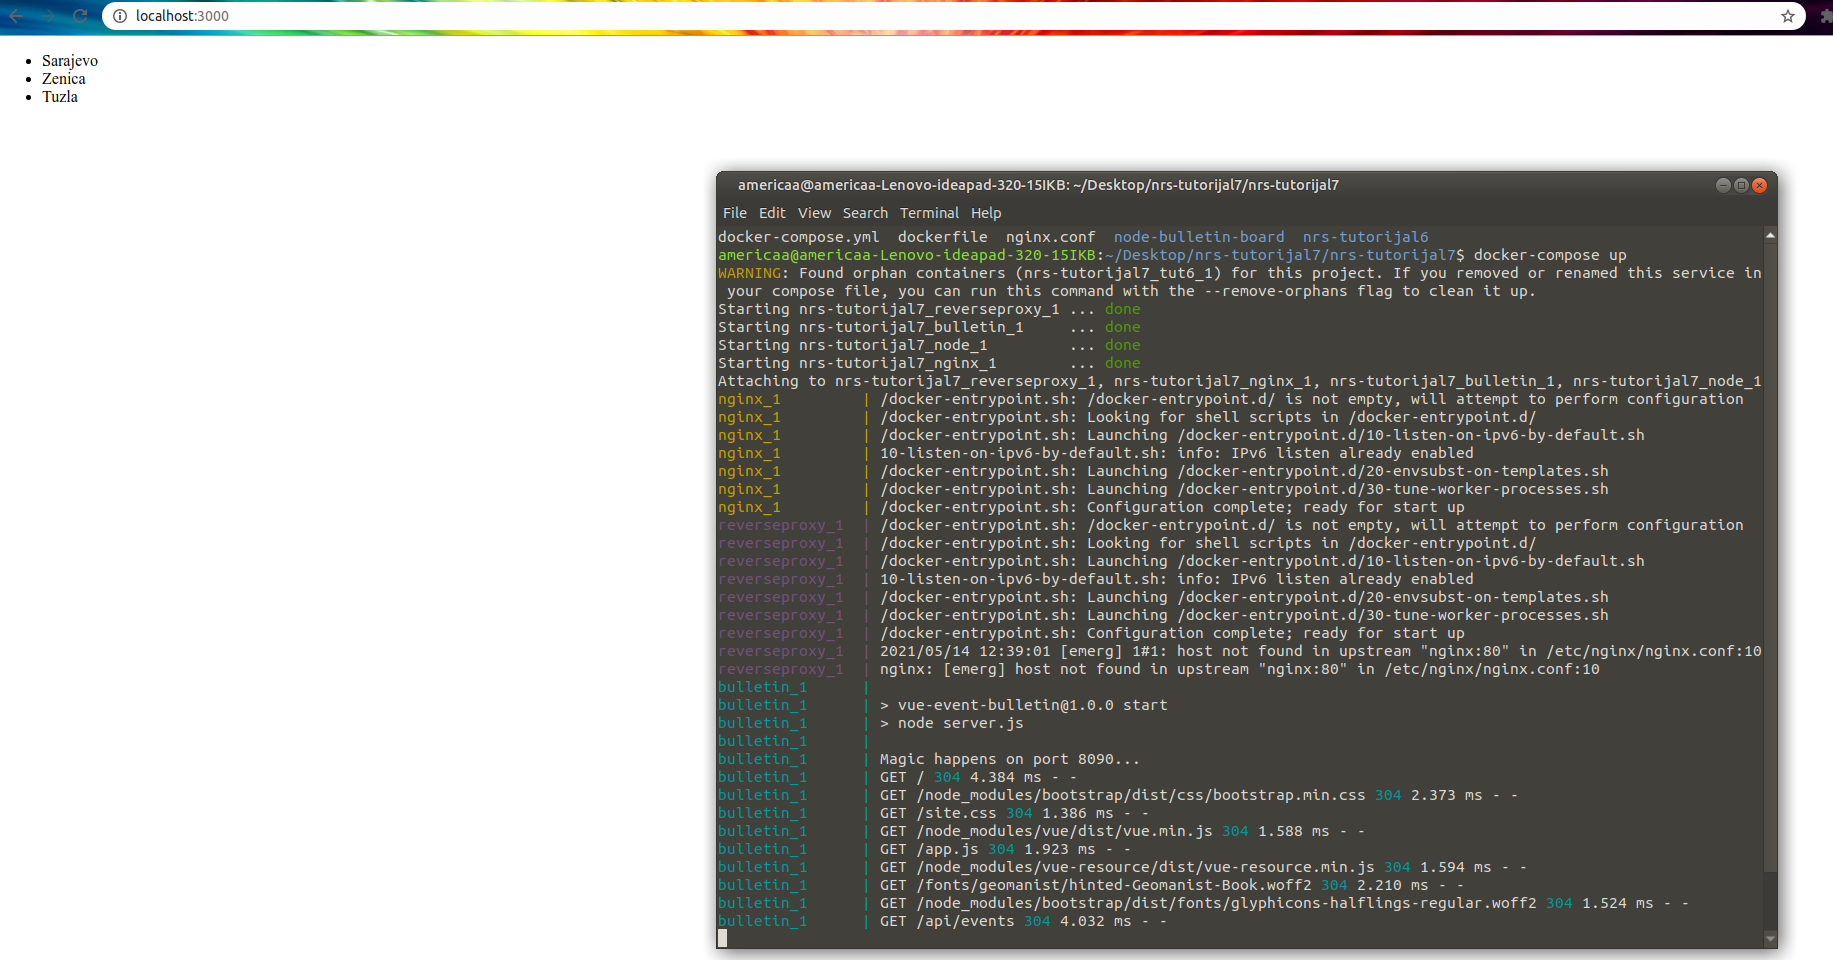 localhost:3000
Sarajevo
Zenica
Tuzla
americaa@americaa-Lenovo-ideapad-320-15IKB: ~/Desktop/nrs-tutorijal7/nrs-tutorijal7
File Edit View Search Terminal Help
docker-compose.yml dockerfile nginx.conf node-bulletin-board nrs-tutorijal6
americaa@americaa-Lenovo-ideapad-320-15IKB:~/Desktop/nrs-tutorijal7/nrs-tutorijal7$ docker-compose up
WARNING: Found orphan containers (nrs-tutorijal7_tut6_1) for this project. If you removed or renamed this service in
your compose file, you can run this command with the --remove-orphans flag to clean it up.
Starting nrs-tutorijal7_reverseproxy_1 ... done
Starting nrs-tutorijal7_bulletin_1 ... done
Starting nrs-tutorijal7_node_1 ... done
Starting nrs-tutorijal7_nginx_1 ... done
Attaching to nrs-tutorijal7_reverseproxy_1, nrs-tutorijal7_nginx_1, nrs-tutorijal7_bulletin_1, nrs-tutorijal7_node_1
nginx_1 | /docker-entrypoint.sh: /docker-entrypoint.d/ is not empty, will attempt to perform configuration
nginx_1 | /docker-entrypoint.sh: Looking for shell scripts in /docker-entrypoint.d/
nginx_1 | /docker-entrypoint.sh: Launching /docker-entrypoint.d/10-listen-on-ipv6-by-default.sh
nginx_1 | 10-listen-on-ipv6-by-default.sh: info: IPv6 listen already enabled
nginx_1 | /docker-entrypoint.sh: Launching /docker-entrypoint.d/20-envsubst-on-templates.sh
nginx_1 | /docker-entrypoint.sh: Launching /docker-entrypoint.d/30-tune-worker-processes.sh
nginx_1 | /docker-entrypoint.sh: Configuration complete; ready for start up
reverseproxy_1 | /docker-entrypoint.sh: /docker-entrypoint.d/ is not empty, will attempt to perform configuration
reverseproxy_1 | /docker-entrypoint.sh: Looking for shell scripts in /docker-entrypoint.d/
reverseproxy_1 | /docker-entrypoint.sh: Launching /docker-entrypoint.d/10-listen-on-ipv6-by-default.sh
reverseproxy_1 | 10-listen-on-ipv6-by-default.sh: info: IPv6 listen already enabled
reverseproxy_1 | /docker-entrypoint.sh: Launching /docker-entrypoint.d/20-envsubst-on-templates.sh
reverseproxy_1 | /docker-entrypoint.sh: Launching /docker-entrypoint.d/30-tune-worker-processes.sh
reverseproxy_1 | /docker-entrypoint.sh: Configuration complete; ready for start up
reverseproxy_1 | 2021/05/14 12:39:01 [emerg] 1#1: host not found in upstream "nginx:80" in /etc/nginx/nginx.conf:10
reverseproxy_1 | nginx: [emerg] host not found in upstream "nginx:80" in /etc/nginx/nginx.conf:10
bulletin_1 |
bulletin_1 | > vue-event-bulletin@1.0.0 start
bulletin_1 | > node server.js
bulletin_1 |
bulletin_1 | Magic happens on port 8090...
bulletin_1 | GET / 304 4.384 ms - -
bulletin_1 | GET /node_modules/bootstrap/dist/css/bootstrap.min.css 304 2.373 ms - -
bulletin_1 | GET /site.css 304 1.386 ms - -
bulletin_1 | GET /node_modules/vue/dist/vue.min.js 304 1.588 ms - -
bulletin_1 | GET /app.js 304 1.923 ms - -
bulletin_1 | GET /node_modules/vue-resource/dist/vue-resource.min.js 304 1.594 ms - -
bulletin_1 | GET /fonts/geomanist/hinted-Geomanist-Book.woff2 304 2.210 ms - -
bulletin_1 | GET /node_modules/bootstrap/dist/fonts/glyphicons-halflings-regular.woff2 304 1.524 ms - -
bulletin_1 | GET /api/events 304 4.032 ms - -